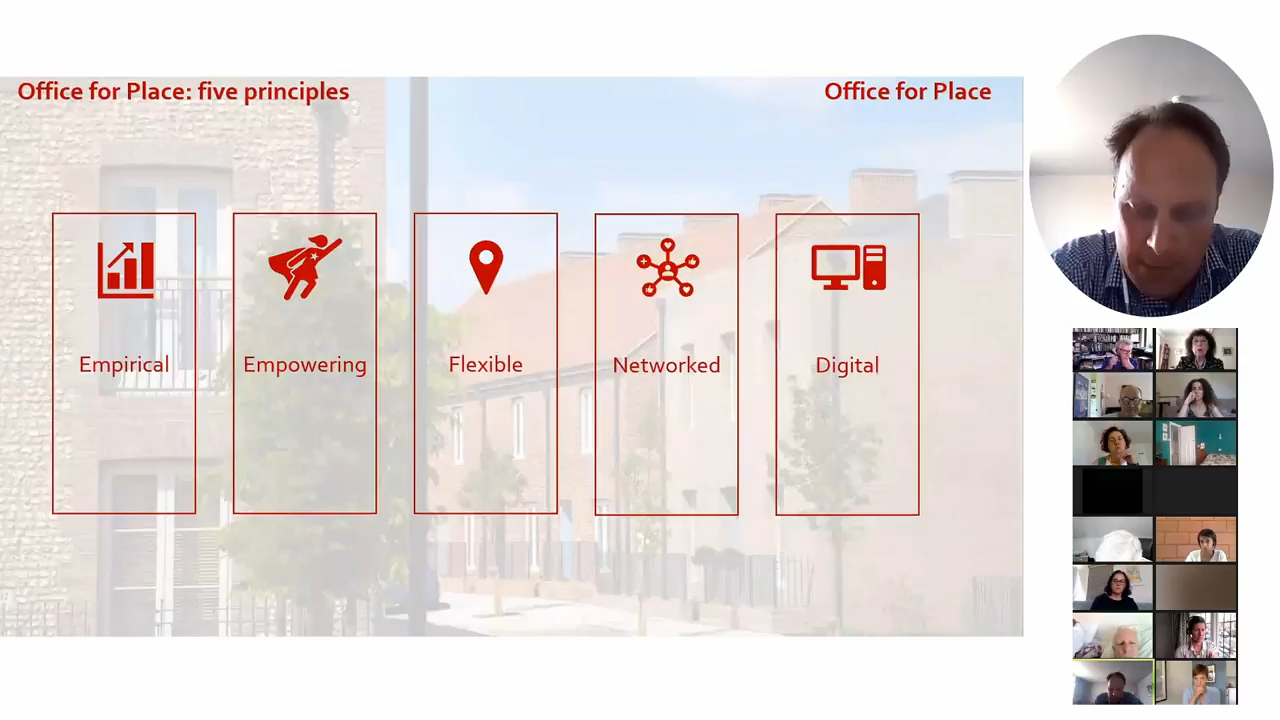 Office for Place: five principles
Office for Place
Empirical
Empowering
Flexible
Networked
Digital